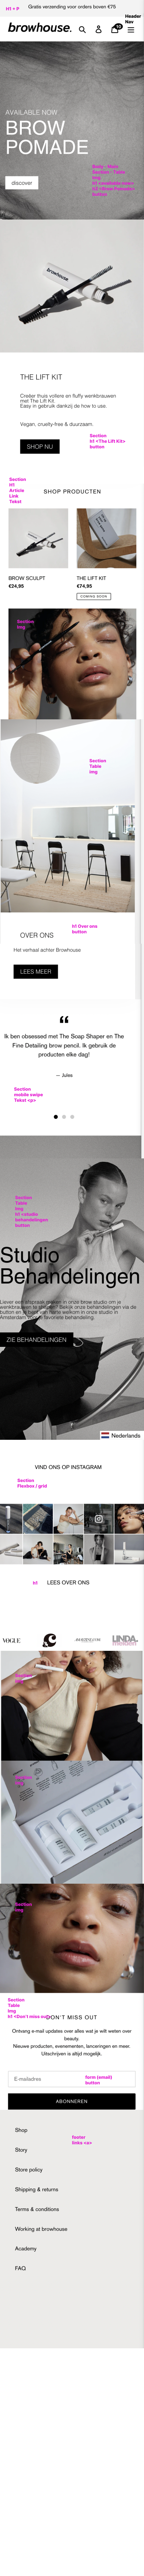 H1 + P
Gratis verzending voor orders boven €75
Header
Nav
browhouse.
AVAILABLE NOW
BROW
POMADE
discover
Body - Main
Section - Table
img
button
browhouse.
THE LIFT KIT
Creëer thuis vollere en fluffy wenkbrauwen
met The Lift Kit
Easy in gebruik dankzij de how to use.
Vegan, cruelty-free & duurzaam.
SHOP NU
Section
h1 <The Lift Kit>
button
Section
H1
Article
Link
Tekst
SHOP PRODUCTEN
BROW SCULPT
€24,95
THE LIFT KIT
€74,95
COMING SOON
Section
img
Section
Table
img
h1 Over ons
button
OVER ONS
Het verhaal achter Browhouse
LEES MEER
“
Ik ben obsessed met The Soap Shaper en The
Fine Detailing brow pencil. Ik gebruik de
producten elke dag!
— Jules
Section
mobile swipe
Tekst <p>
Section
Table
img
h1 <studio
behandelingen
button
Studio
Behandelingen
ZIE BEHANDELINGEN
Nederlands
VIND ONS OP INSTAGRAM
Section
Flexbox / grid
h1
LEES OVER ONS
VOGUE
LINDA.
Section
img
Section
img
Section
img
Section
Table
img
h1 <Don't miss out>
DON'T MISS OUT
Ontvang e-mail updates over alles wat je wilt weten over
beauty.
Nieuwe producten, evenementen, lanceringen en meer.
Uitschrijven is altijd mogelijk.
E-mailadres
form (email)
button
ABONNEREN
Shop
footer
links <a>
Story
Store policy
Shipping & returns
Terms & conditions
Working at browhouse
Academy
FAQ